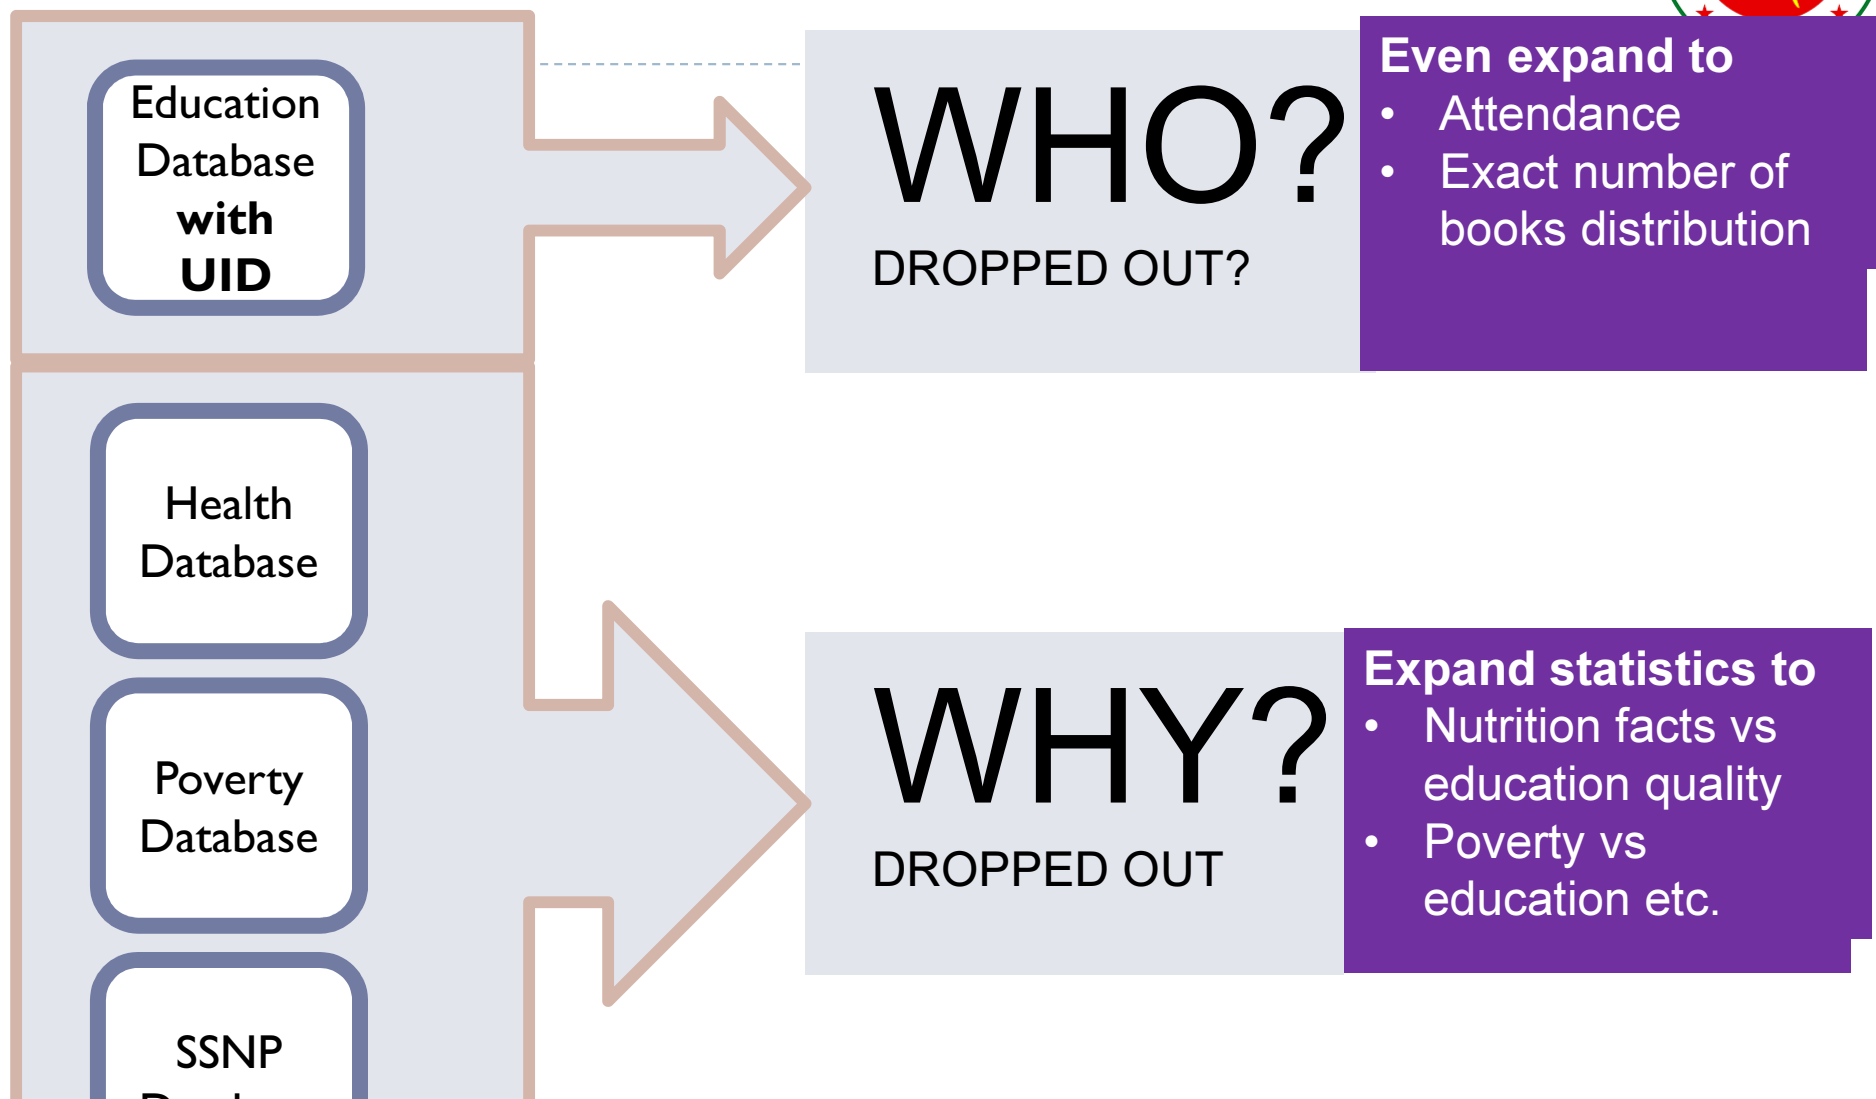 Education
Database
with
UID
WHO?
DROPPED OUT?
Even expand to
• Attendance
• Exact number of
books distribution
Health
Database
Poverty
Database
SSNP
WHY?
DROPPED OUT
Expand statistics to
• Nutrition facts vs
education quality
• Poverty vs
education etc.